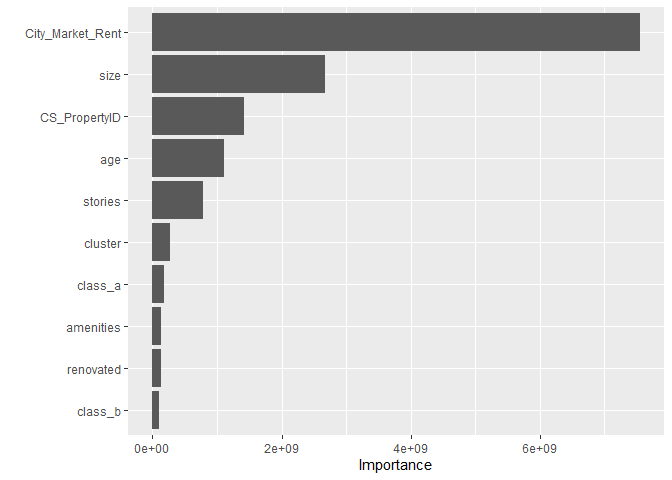 City_Market_Rent
size
CS_PropertyID
age
stories
cluster
class_a
amenities
renovated
class_b
0e+00 2e+09 4e+09 6e+09
Importance